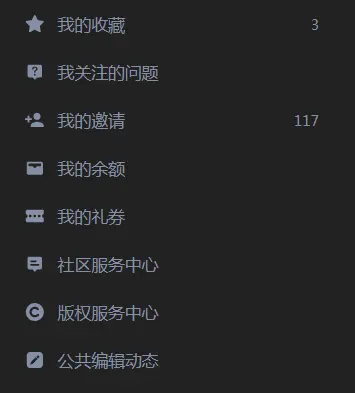 我的收藏 3
我关注的问题
我的邀请 117
我的余额
我的礼券
社区服务中心
版权服务中心
公共编辑动态